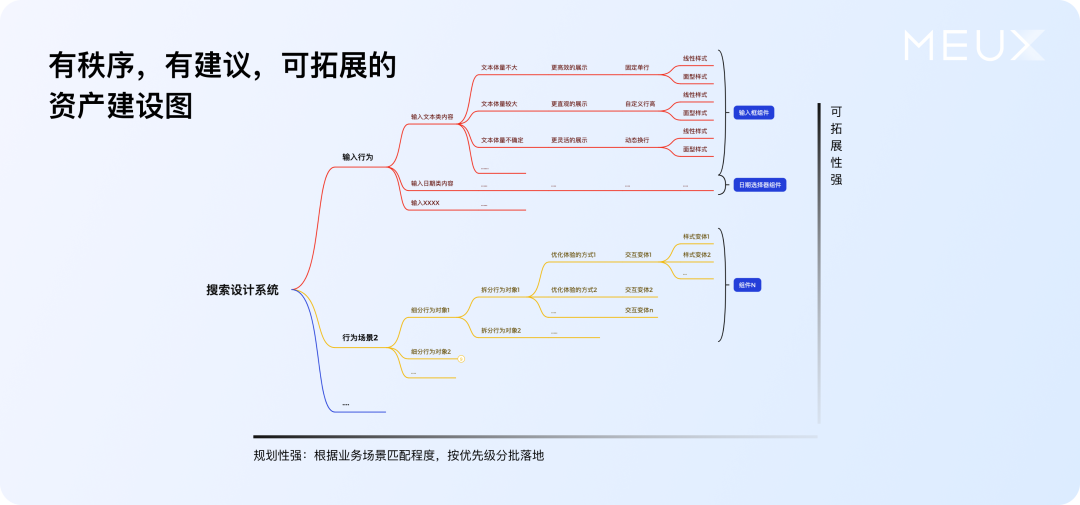 有秩序，有建议，可拓展的
资产建设图
MEUX
搜索设计系统
输入行为
输入文本类内容
文本体量不大
更高效的展示
固定单行
线性样式
面型样式
文本体量较大
更直观的展示
自定义行高
线性样式
面型样式
文本体量不确定
更灵活的展示
动态换行
线性样式
面型样式
....
输入框组件
输入日期类内容
...
...
...
...
日期选择器组件
输入XXXX
...
行为场景2
细分行为对象1
拆分行为对象1
优化体验的方式1
交互变体1
样式变体1
样式变体2
...
优化体验的方式2
交互变体2
...
交互变体n
拆分行为对象2
....
组件N
细分行为对象2
...
....
可拓展性强
规划性强：根据业务场景匹配程度，按优先级分批落地